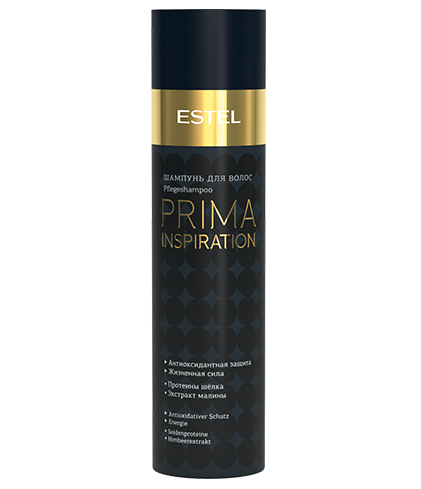 ESTEL
ШАМПУНЬ ДЛЯ ВОЛОС
Pflegeshampoo
PRIMA
INSPIRATION
▸ Антиоксидантная защита
▸ Жизненная сила
▸ Протеины шёлка
▸ Экстракт малины
▸ Antioxidativer Schutz
▸ Energie
▸ Seidenproteine
▸ Himbeerextrakt